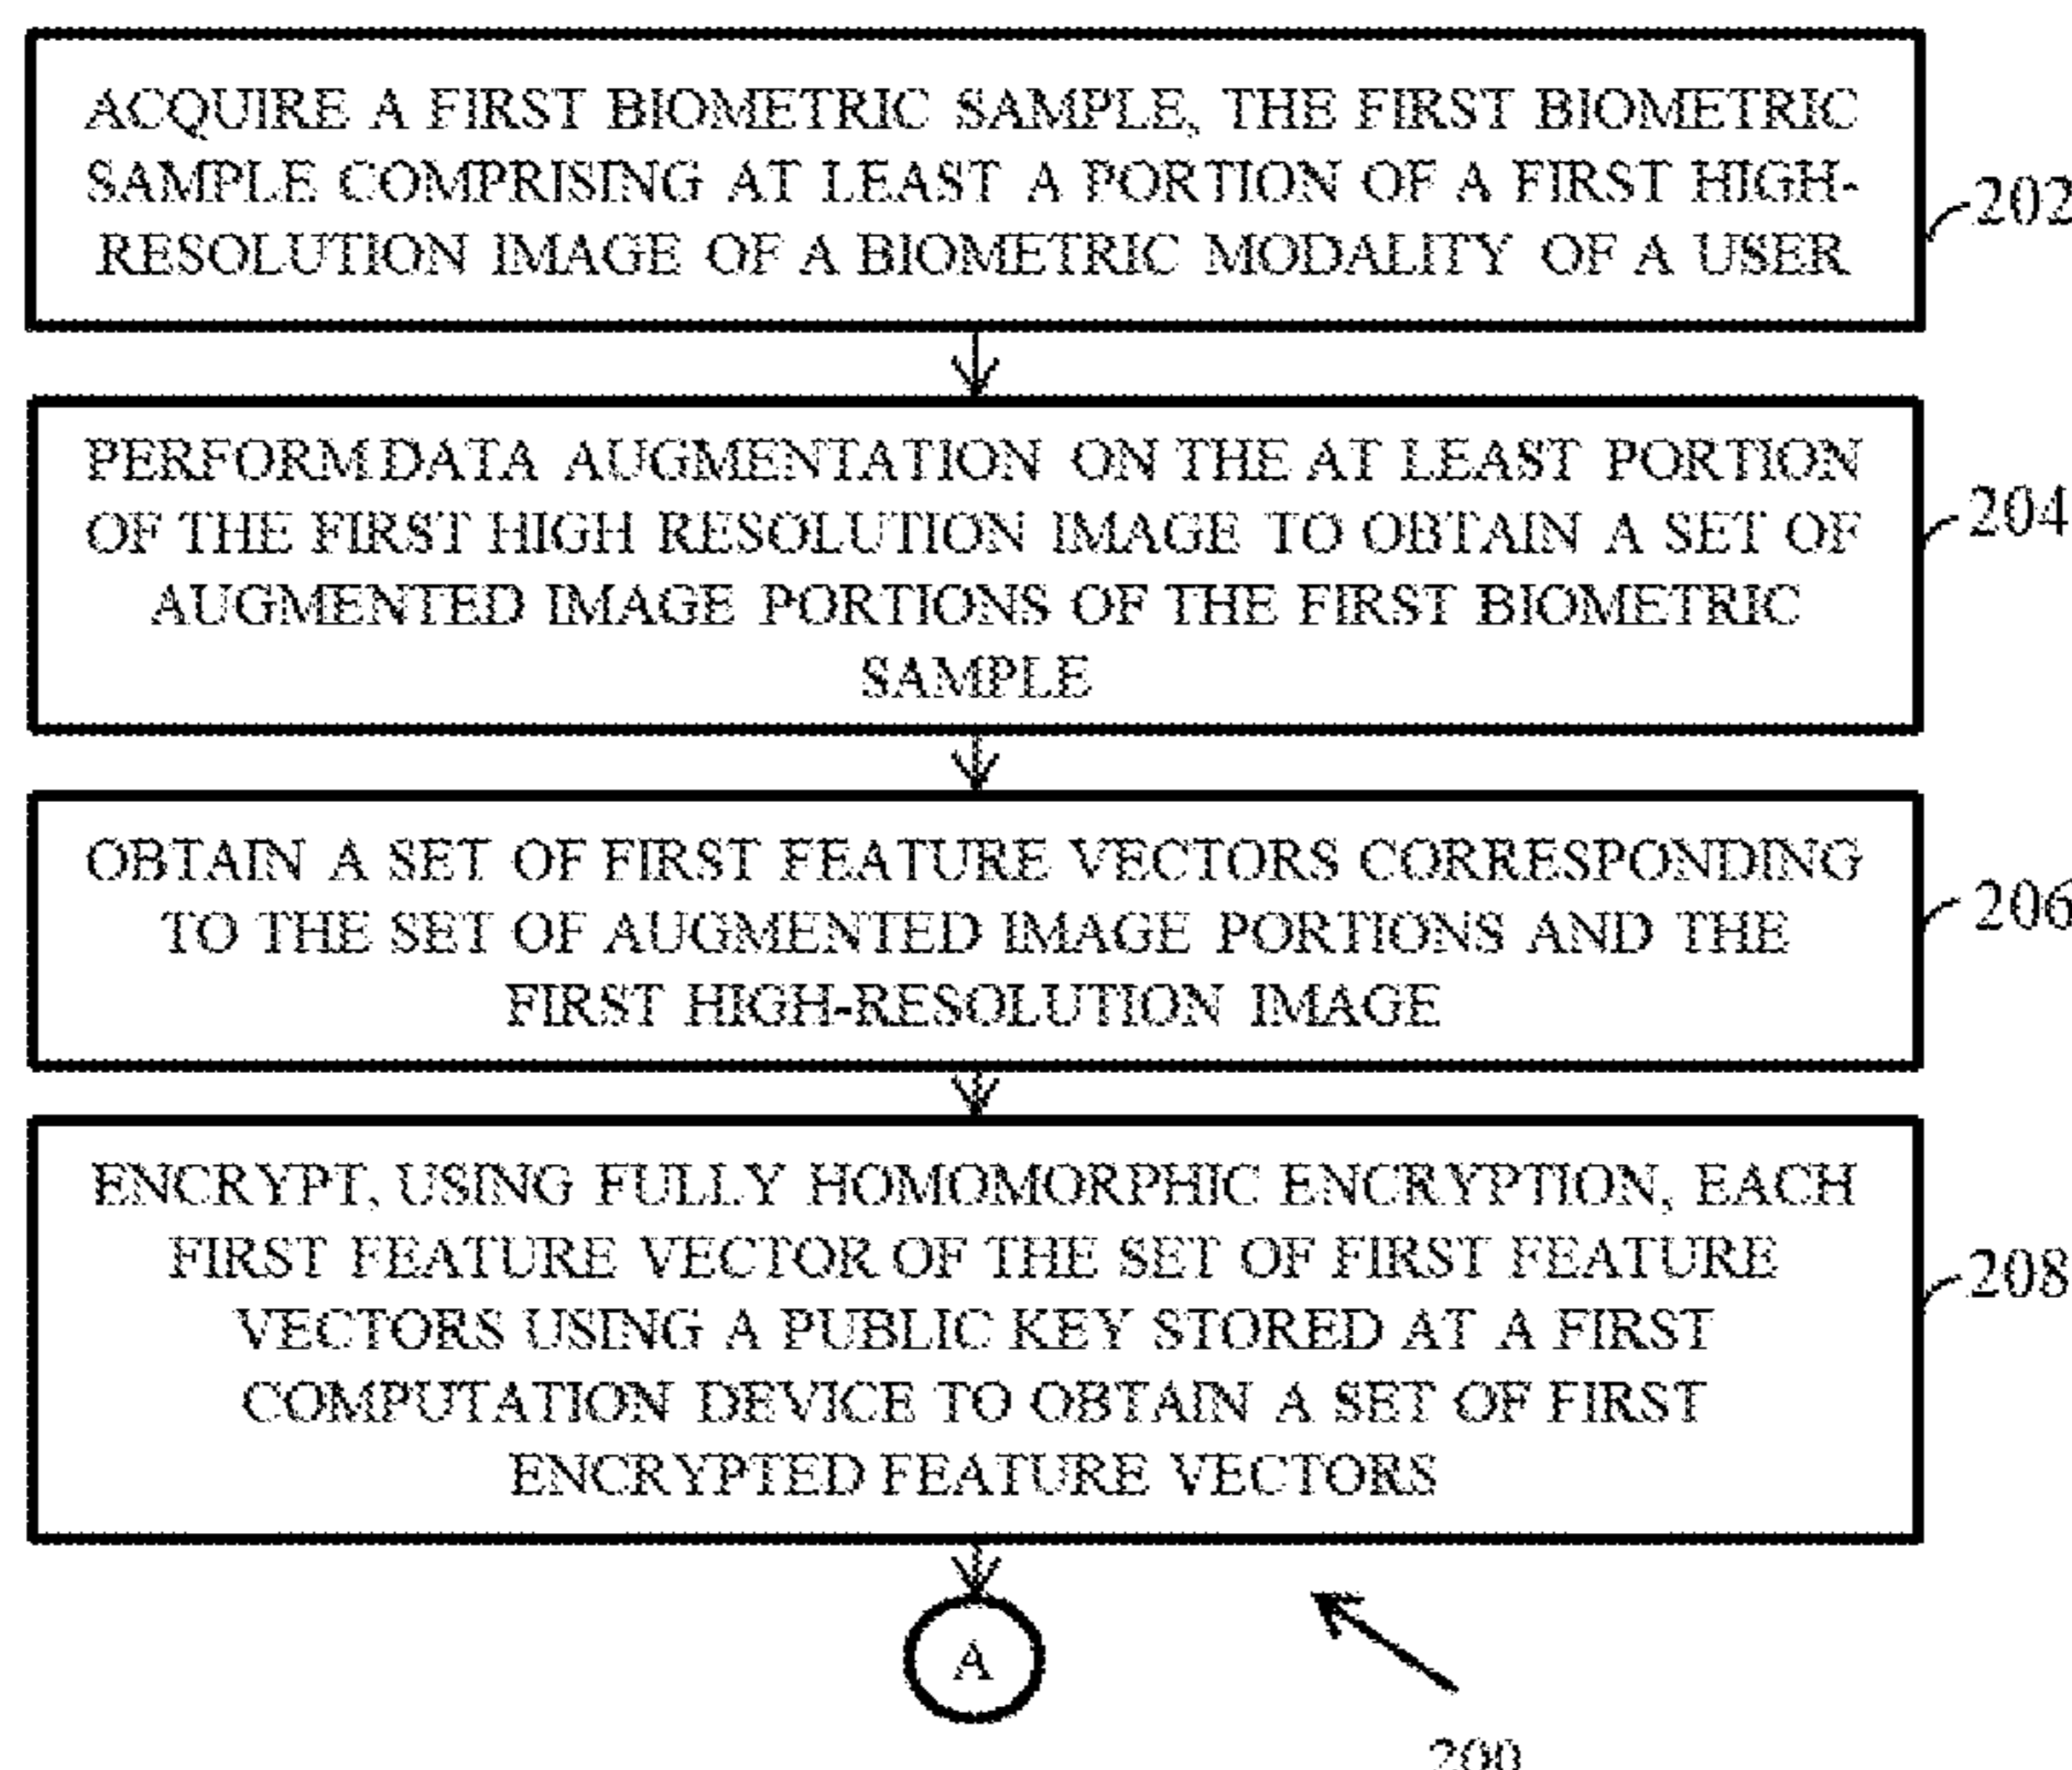 ACQUIRE A FIRST BIOMETRIC SAMPLE, THE FIRST BIOMETRIC
SAMPLE COMPRISING AT LEAST A PORTION OF A FIRST HIGH-
RESOLUTION IMAGE OF A BIOMETRIC MODALITY OF A USER
202
PERFORM DATA AUGMENTATION ON THE AT LEAST PORTION
OF THE FIRST HIGH RESOLUTION IMAGE TO OBTAIN A SET OF
AUGMENTED IMAGE PORTIONS OF THE FIRST BIOMETRIC
SAMPLE
204
OBTAIN A SET OF FIRST FEATURE VECTORS CORRESPONDING
TO THE SET OF AUGMENTED IMAGE PORTIONS AND THE
FIRST HIGH-RESOLUTION IMAGE
206
ENCRYPT, USING FULLY HOMOMORPHIC ENCRYPTION, EACH
FIRST FEATURE VECTOR OF THE SET OF FIRST FEATURE
VECTORS USING A PUBLIC KEY STORED AT A FIRST
COMPUTATION DEVICE TO OBTAIN A SET OF FIRST
ENCRYPTED FEATURE VECTORS
208
A
200